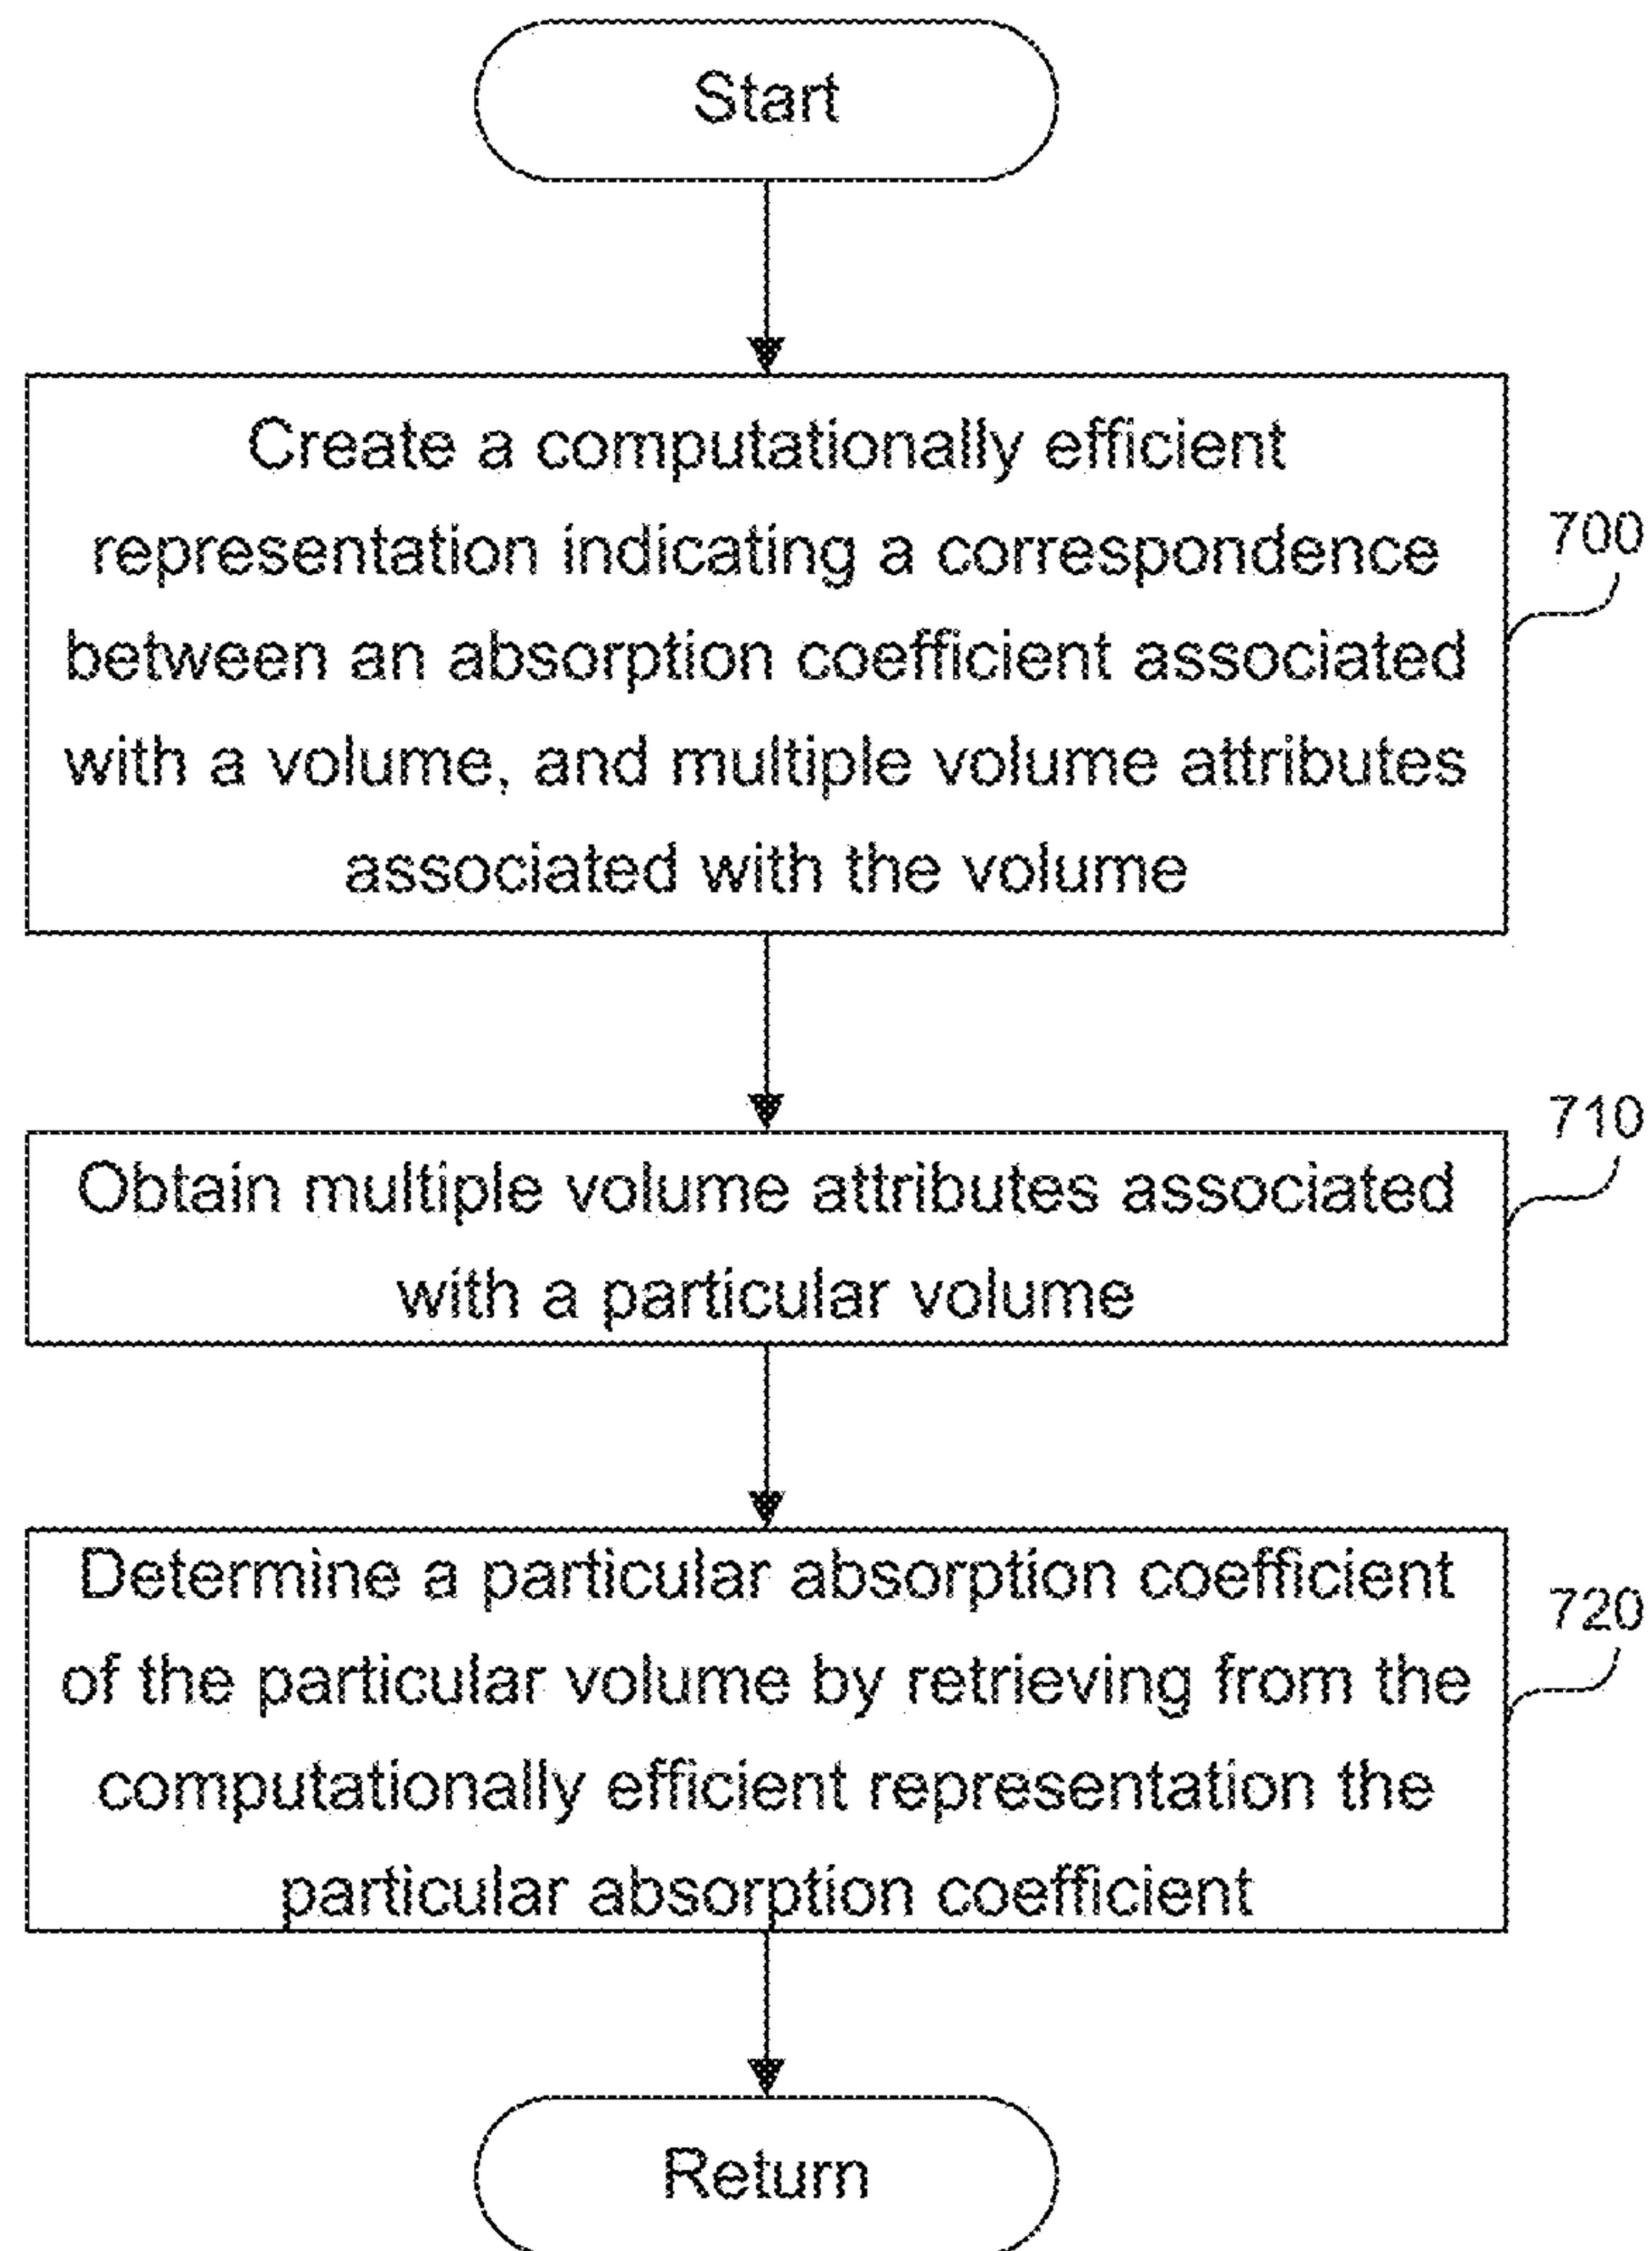 Start
Create a computationally efficient
representation indicating a correspondence
between an absorption coefficient associated
with a volume, and multiple volume attributes
associated with the volume
700
Obtain multiple volume attributes associated
with a particular volume
710
Determine a particular absorption coefficient
of the particular volume by retrieving from the
computationally efficient representation the
particular absorption coefficient
720
Return